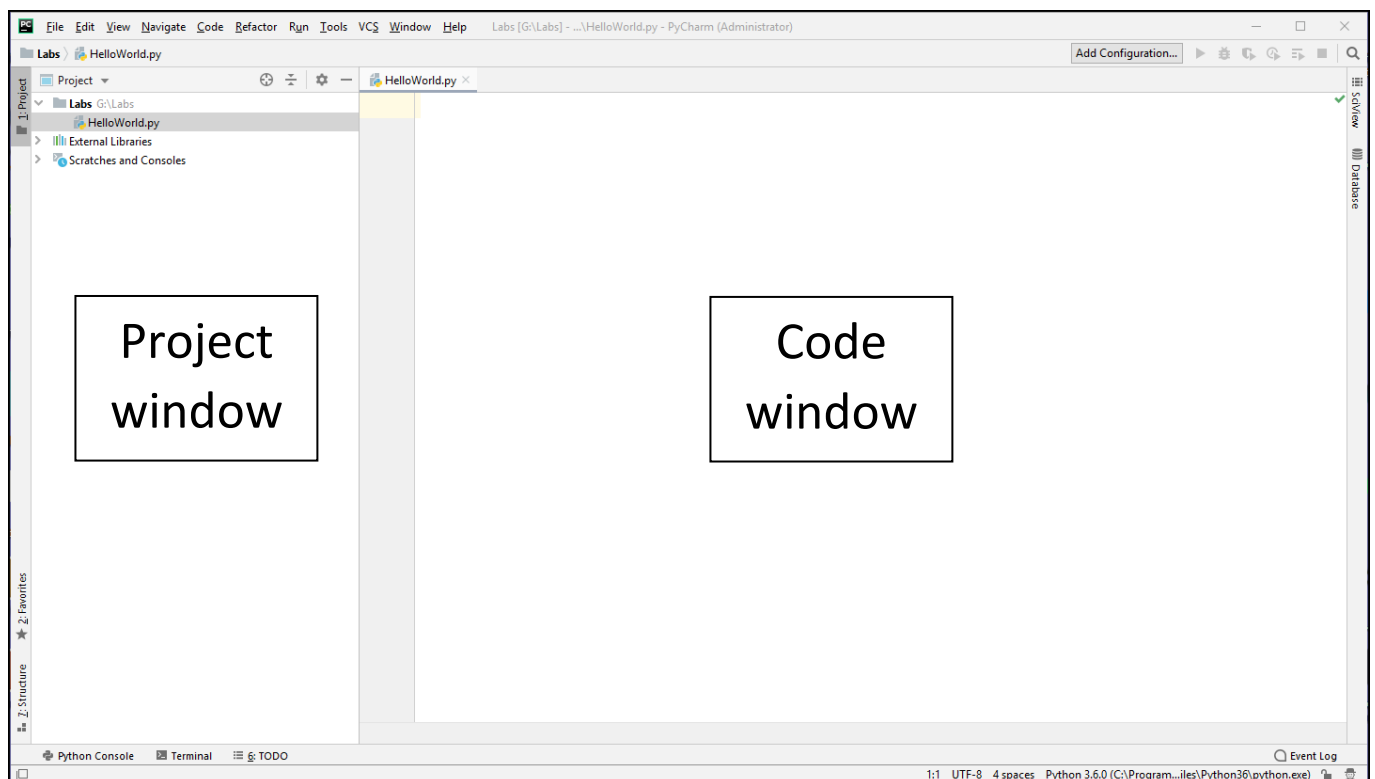 PC File Edit View Navigate Code Refactor Run Tools VCS Window Help Labs [G:\Labs] - ...\HelloWorld.py - PyCharm (Administrator)
Labs HelloWorld.py Add Configuration...
1: Project
Project
HelloWorld.py
Labs G:\Labs
HelloWorld.py
External Libraries
Scratches and Consoles
SciView
Database
Project
window
Code
window
2: Favorites
7: Structure
Python Console Terminal 6: TODO Event Log
1:1 UTF-8 4 spaces Python 3.6.0 (C:\Program...iles\Python36\python.exe)